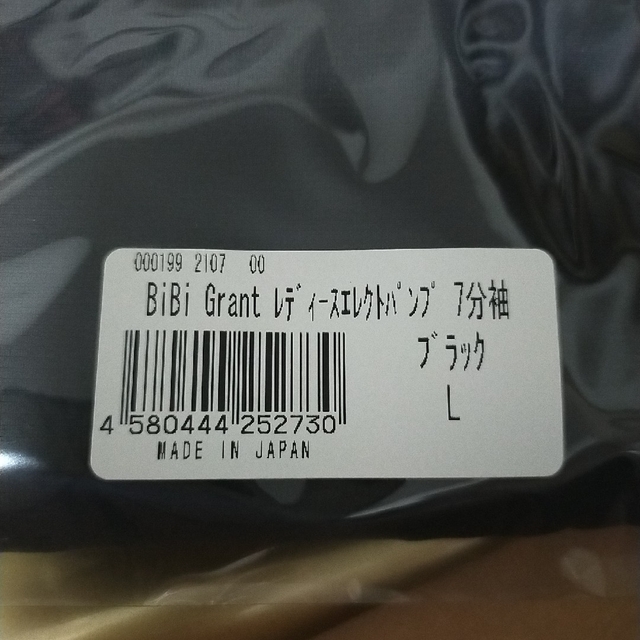 000199 2107 00
BiBi Grant ﾚﾃﾞｨｰｽｴﾚｸﾄﾊﾟﾝﾌﾟ 7分袖
ﾌﾞﾗｯｸ
L
4 580444 252730
MADE IN JAPAN